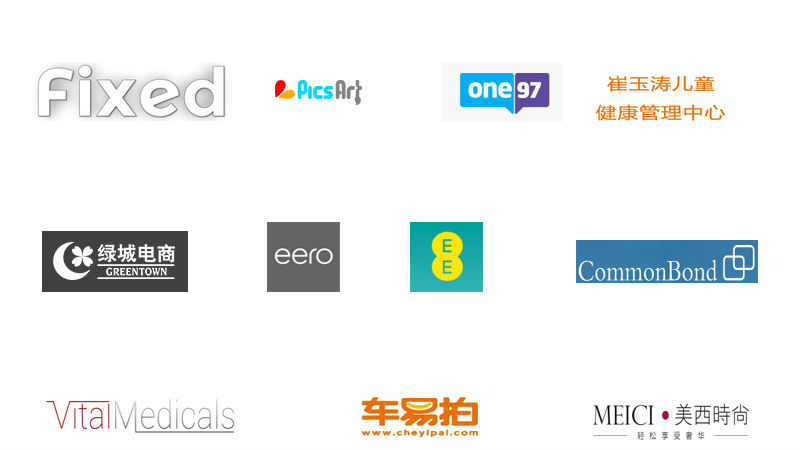 Fixed
PicsArt
one97
崔玉涛儿童
健康管理中心
绿城电商
GREENTOWN
eero
EE
CommonBond
VitalMedicals
车易拍
www.cheyipai.com
MEICI•美西時尚
轻松享受奢华